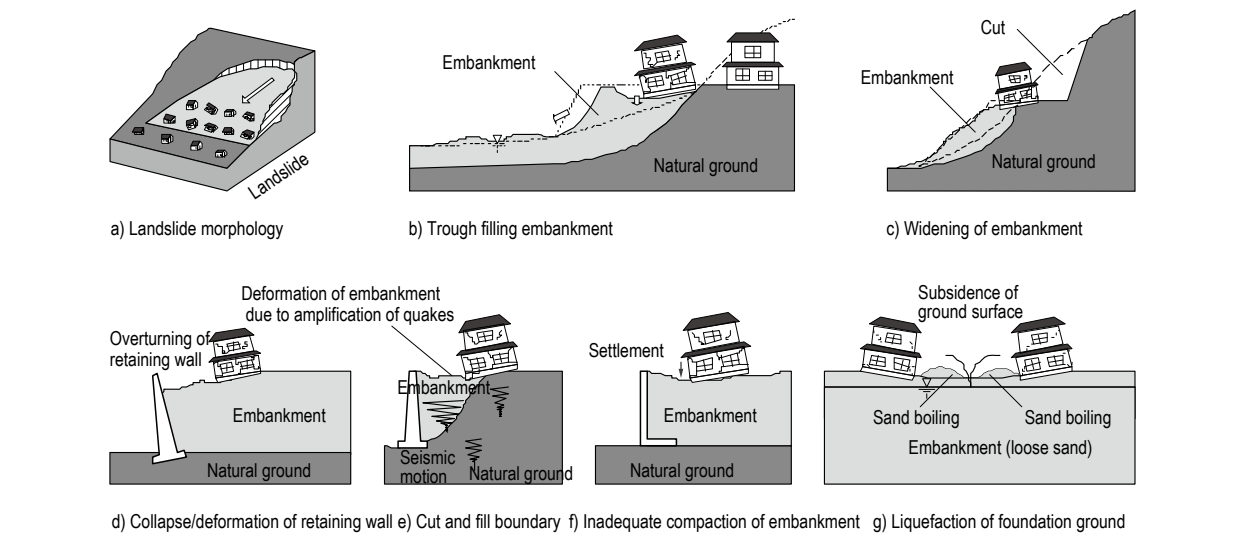 Landslide
a) Landslide morphology
Embankment
Natural ground
b) Trough filling embankment
Cut
Embankment
Natural ground
c) Widening of embankment
Overturning of
retaining wall
Embankment
Natural ground
d) Collapse/deformation of retaining wall
Deformation of embankment
due to amplification of quakes
Embankment
Seismic
motion
Natural ground
e) Cut and fill boundary
Settlement
Embankment
Natural ground
f) Inadequate compaction of embankment
Subsidence of
ground surface
Sand boiling
Sand boiling
Embankment (loose sand)
g) Liquefaction of foundation ground